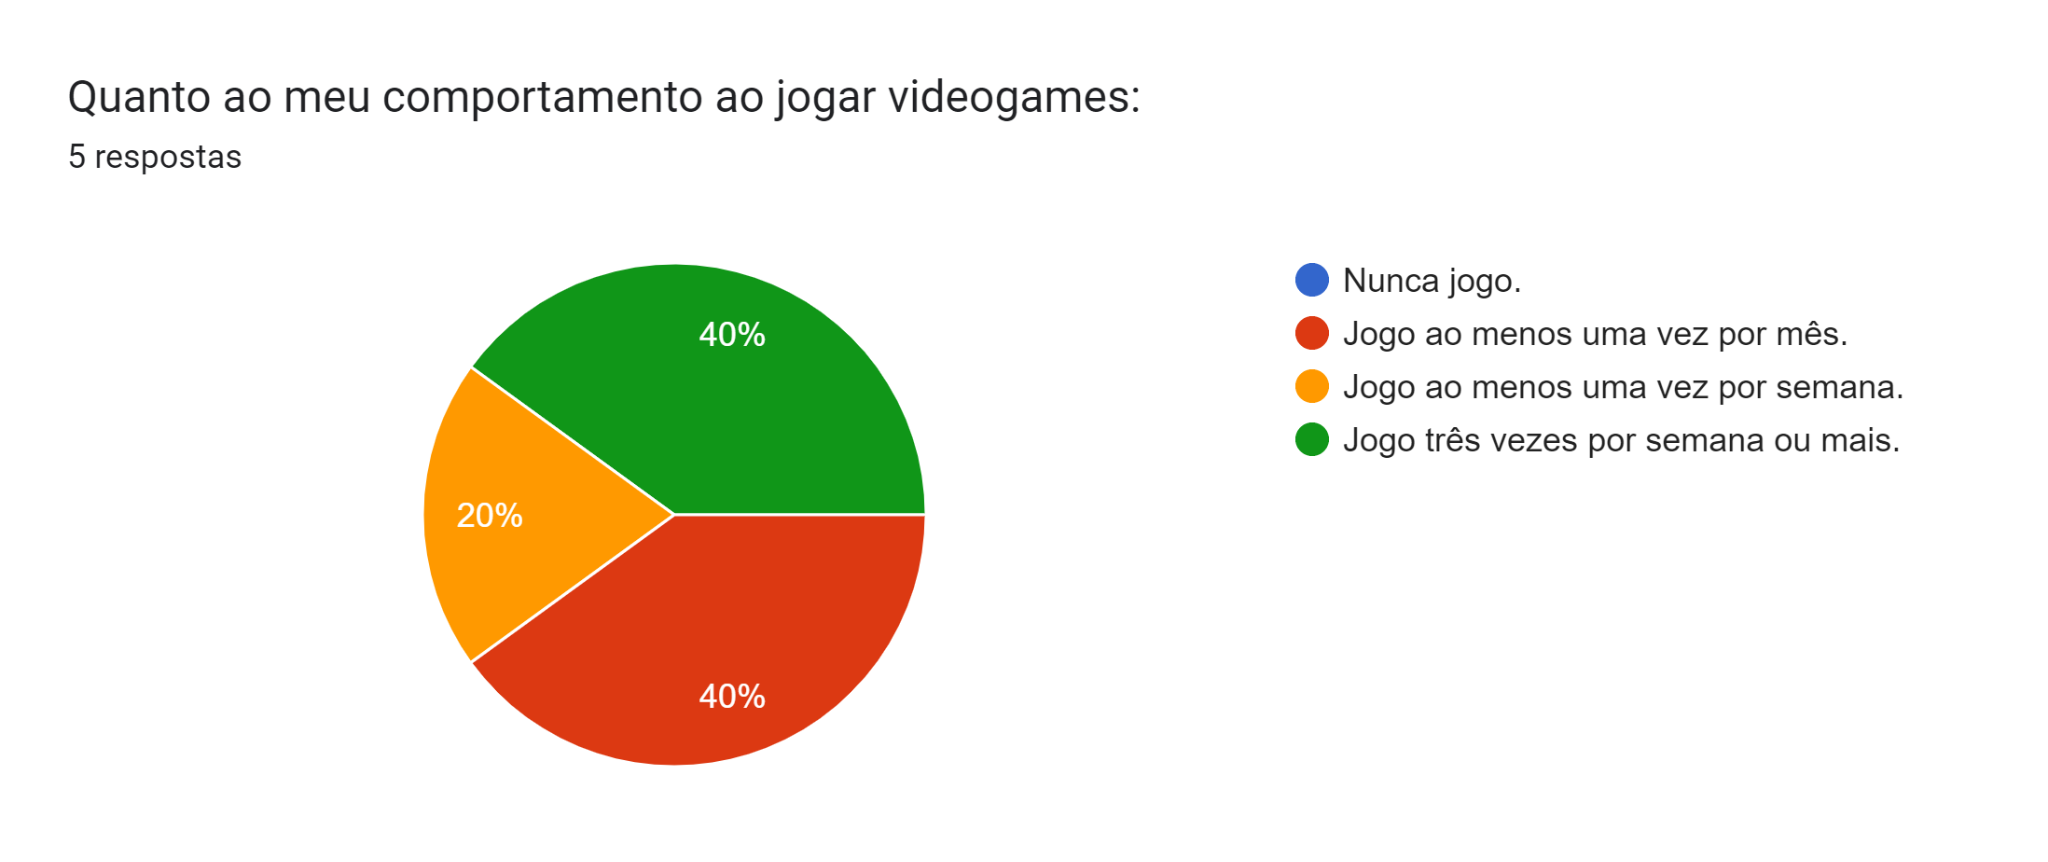 Quanto ao meu comportamento ao jogar videogames:
5 respostas
40%
20%
40%
Nunca jogo.
Jogo ao menos uma vez por mês.
Jogo ao menos uma vez por semana.
Jogo três vezes por semana ou mais.